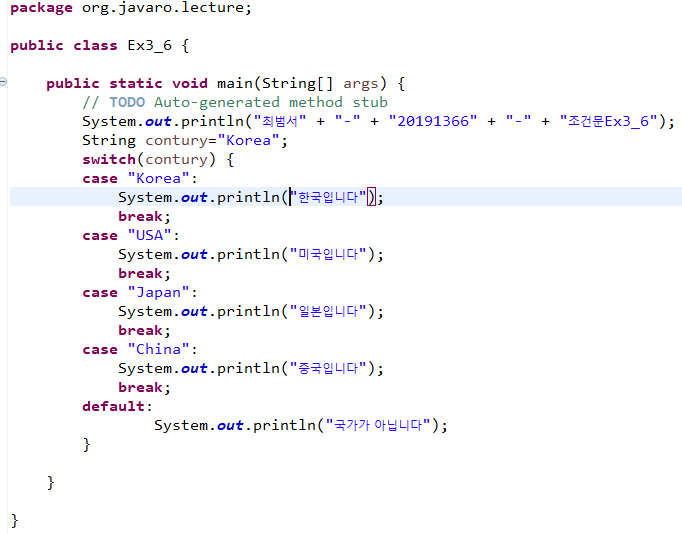 package org.javaro.lecture;
public class Ex3_6 {
public static void main(String[] args) {
// TODO Auto-generated method stub
System.out.println("최범서" + "-" + "20191366" + "-" + "조건문Ex3_6");
String contury="Korea";
switch(contury) {
case "Korea":
System.out.println("한국입니다");
break;
case "USA":
System.out.println("미국입니다");
break;
case "Japan":
System.out.println("일본입니다");
break;
case "China":
System.out.println("중국입니다");
break;
default:
System.out.println("국가가 아닙니다");
}
}
}